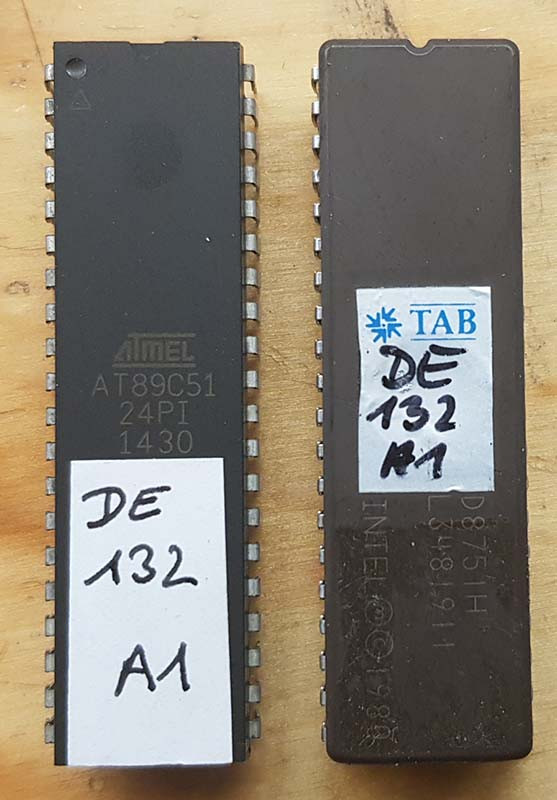 ATMEL
AT89C51
24PI
1430
DE
132
A1
TAB
DE
132
A1
D8751H
L3481911
INTEL Ⓜ © 1980